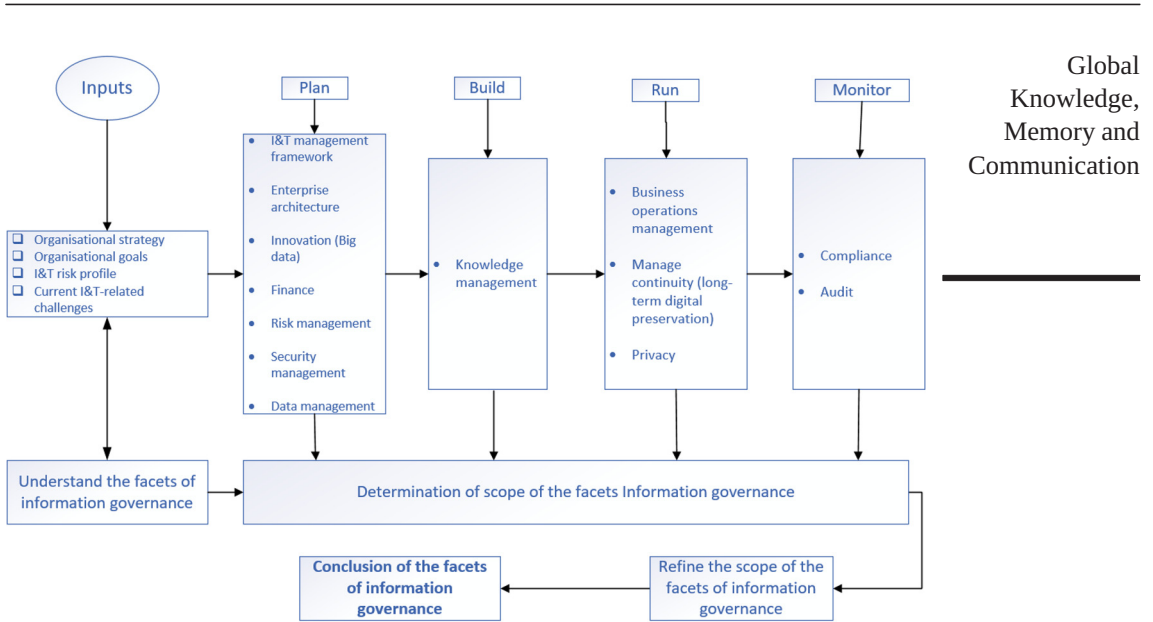 Global
Knowledge,
Memory and
Communication
Inputs
Plan
Build
Run
Monitor
❑ Organisational strategy
❑ Organisational goals
❑ I&T risk profile
❑ Current I&T-related
challenges
• I&T management
framework
• Enterprise
architecture
• Innovation (Big
data)
• Finance
• Risk management
• Security
management
• Data management
• Knowledge
management
• Business
operations
management
• Manage
continuity (long-
term digital
preservation)
• Privacy
• Compliance
• Audit
Understand the facets of
information governance
Determination of scope of the facets Information governance
Conclusion of the facets
of information
governance
Refine the scope of the
facets of information
governance